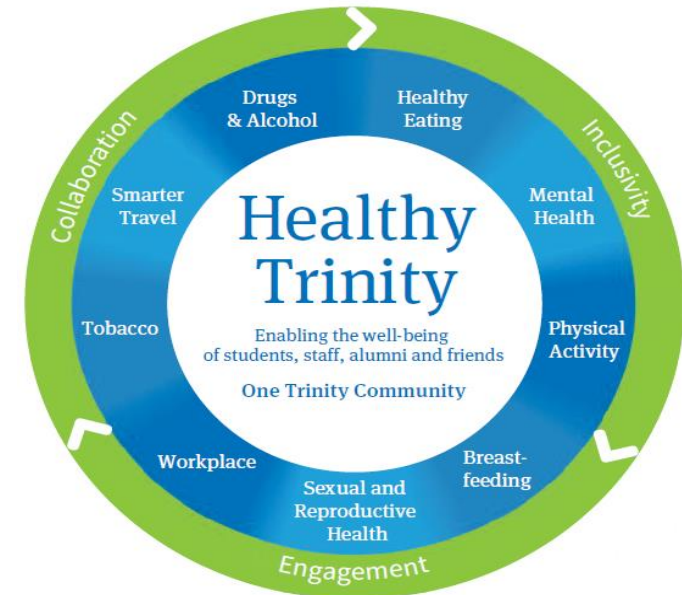 Healthy
Trinity
Enabling the well-being
of students, staff, alumni and friends
One Trinity Community
Drugs
& Alcohol
Healthy
Eating
Mental
Health
Physical
Activity
Breast-
feeding
Sexual and
Reproductive
Health
Workplace
Tobacco
Smarter
Travel
Collaboration
Inclusivity
Engagement